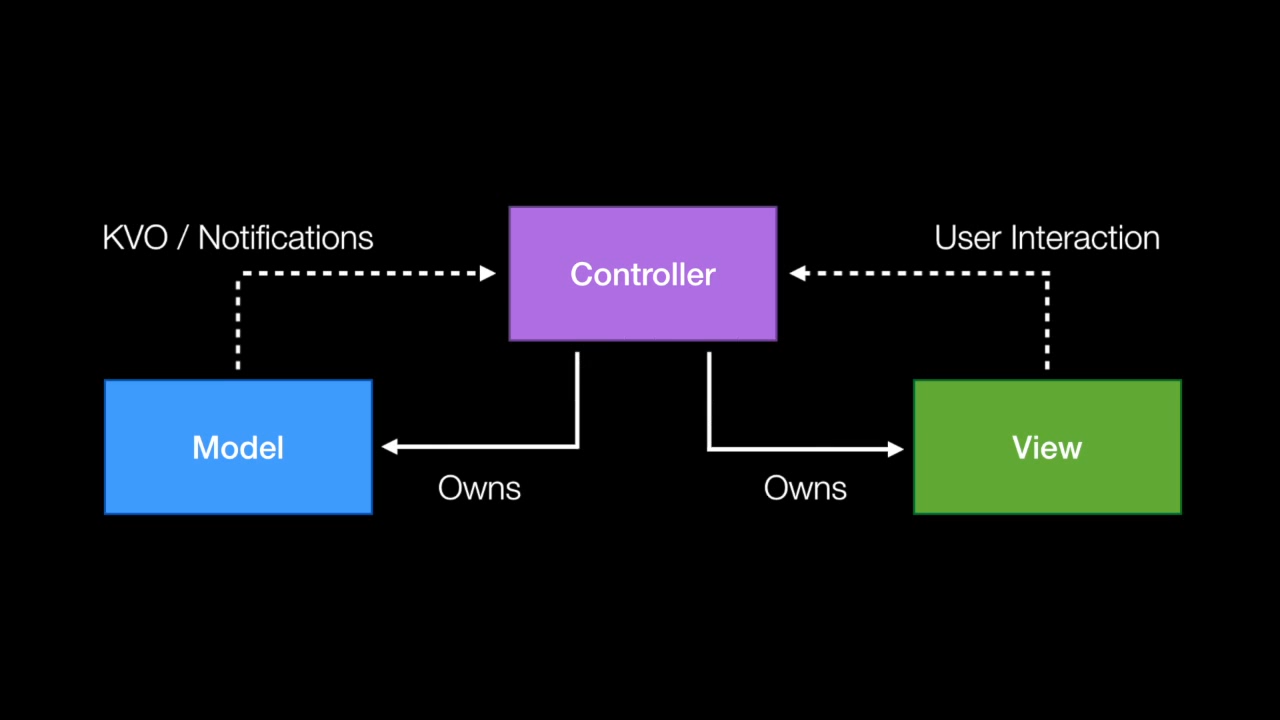 KVO / Notifications
User Interaction
Controller
Model
View
Owns
Owns